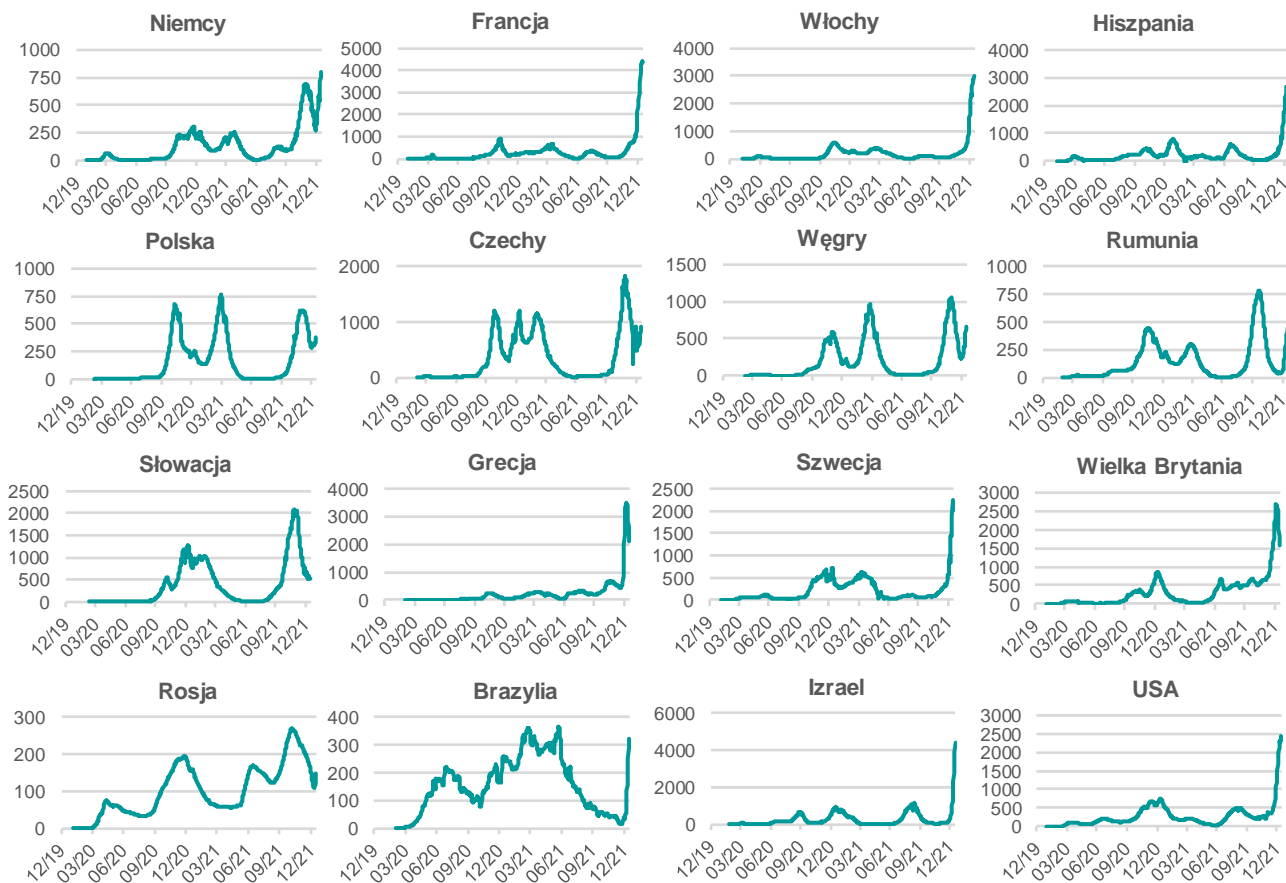 Niemcy
1000
750
500
250
0
12/19 03/20 06/20 09/20 12/20 03/21 06/21 09/21 12/21
Francja
5000
4000
3000
2000
1000
0
12/19 03/20 06/20 09/20 12/20 03/21 06/21 09/21 12/21
Włochy
4000
3000
2000
1000
0
12/19 03/20 06/20 09/20 12/20 03/21 06/21 09/21 12/21
Hiszpania
4000
3000
2000
1000
0
12/19 03/20 06/20 09/20 12/20 03/21 06/21 09/21 12/21
Polska
1000
750
500
250
0
12/19 03/20 06/20 09/20 12/20 03/21 06/21 09/21 12/21
Czechy
2000
1000
0
12/19 03/20 06/20 09/20 12/20 03/21 06/21 09/21 12/21
Węgry
1500
1000
500
0
12/19 03/20 06/20 09/20 12/20 03/21 06/21 09/21 12/21
Rumunia
1000
750
500
250
0
12/19 03/20 06/20 09/20 12/20 03/21 06/21 09/21 12/21
Słowacja
2500
2000
1500
1000
500
0
12/19 03/20 06/20 09/20 12/20 03/21 06/21 09/21 12/21
Grecja
4000
3000
2000
1000
0
12/19 03/20 06/20 09/20 12/20 03/21 06/21 09/21 12/21
Szwecja
2500
2000
1500
1000
500
0
12/19 03/20 06/20 09/20 12/20 03/21 06/21 09/21 12/21
Wielka Brytania
3000
2500
2000
1500
1000
500
0
12/19 03/20 06/20 09/20 12/20 03/21 06/21 09/21 12/21
Rosja
300
200
100
0
12/19 03/20 06/20 09/20 12/20 03/21 06/21 09/21 12/21
Brazylia
400
300
200
100
0
12/19 03/20 06/20 09/20 12/20 03/21 06/21 09/21 12/21
Izrael
6000
4000
2000
0
12/19 03/20 06/20 09/20 12/20 03/21 06/21 09/21 12/21
USA
3000
2500
2000
1500
1000
500
0
12/19 03/20 06/20 09/20 12/20 03/21 06/21 09/21 12/21